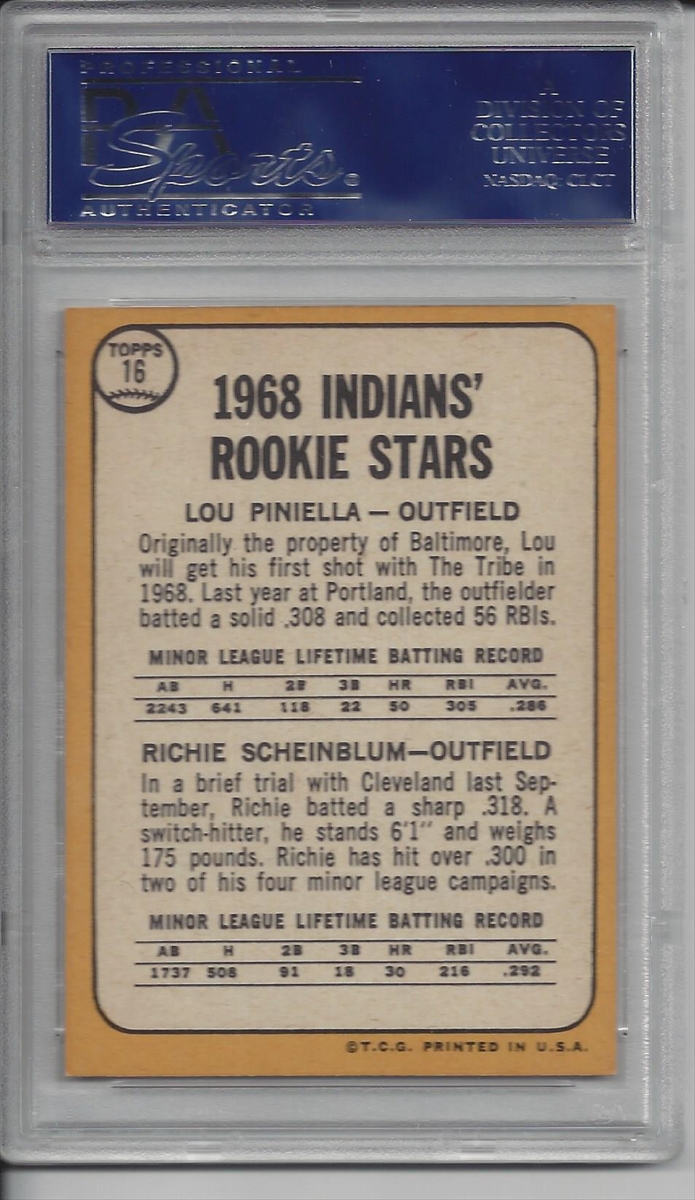 PROFESSIONAL
PSA
Sports®
AUTHENTICATOR
A
DIVISION OF
COLLECTORS
UNIVERSE
NASDAQ: CLCT
TOPPS
16
1968 INDIANS'
ROOKIE STARS
LOU PINIELLA — OUTFIELD
Originally the property of Baltimore, Lou
will get his first shot with The Tribe in
1968. Last year at Portland, the outfielder
batted a solid .308 and collected 56 RBIs.
MINOR LEAGUE LIFETIME BATTING RECORD
AB H 2B 3B HR RBI AVG.
2243 641 118 22 50 305 .286
RICHIE SCHEINBLUM—OUTFIELD
In a brief trial with Cleveland last Sep-
tember, Richie batted a sharp .318. A
switch-hitter, he stands 6'1" and weighs
175 pounds. Richie has hit over .300 in
two of his four minor league campaigns.
MINOR LEAGUE LIFETIME BATTING RECORD
AB H 2B 3B HR RBI AVG.
1737 508 91 18 30 216 .292
©T.C.G. PRINTED IN U.S.A.